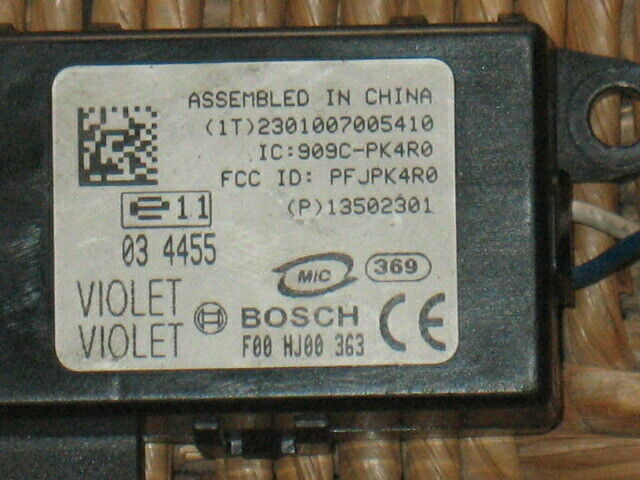 ASSEMBLED IN CHINA
(1T)2301007005410
IC:909C-PK4R0
FCC ID: PFJPK4R0
(P)13502301
e11
03 4455
MIC 369
VIOLET
VIOLET
BOSCH CE
F00 HJ00 363